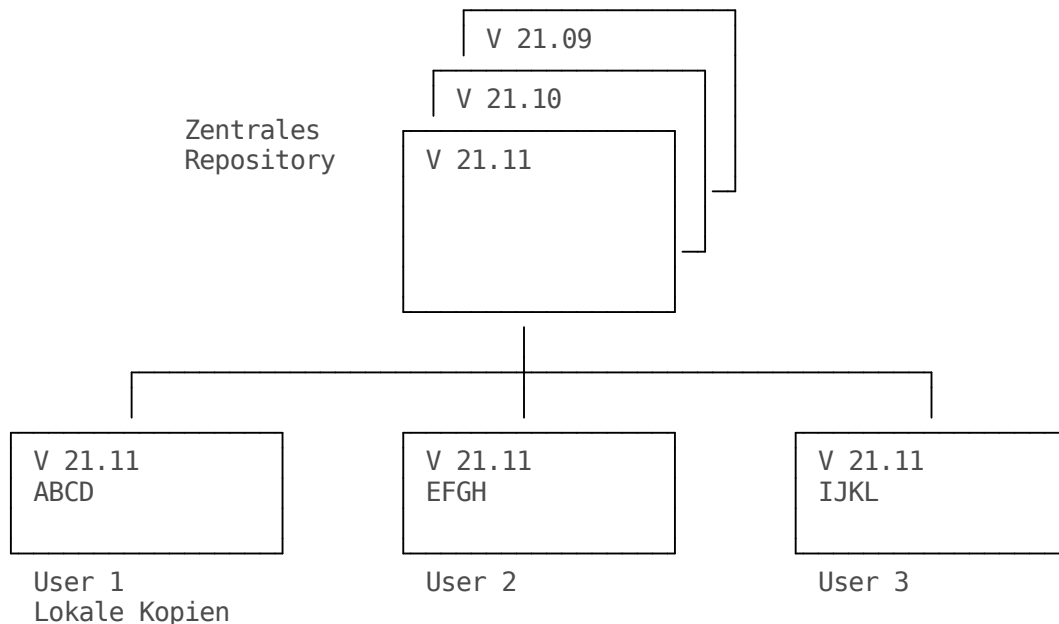 V 21.09
V 21.10
Zentrales
Repository
V 21.11
V 21.11
ABCD
V 21.11
EFGH
V 21.11
IJKL
User 1
Lokale Kopien
User 2
User 3